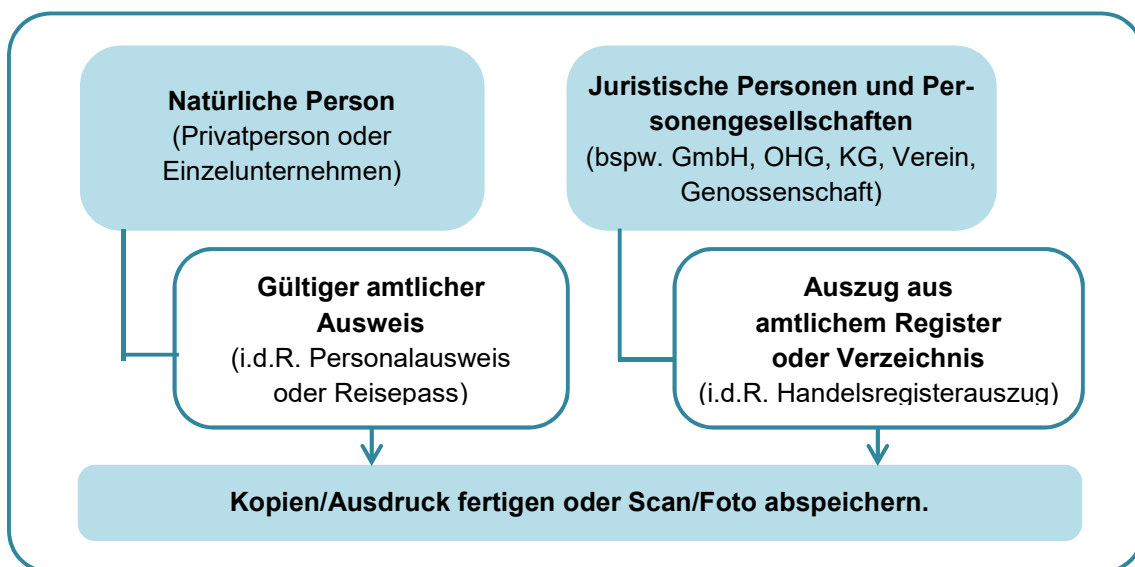 Natürliche Person
(Privatperson oder
Einzelunternehmen)
Juristische Personen und Per-
sonengesellschaften
(bspw. GmbH, OHG, KG, Verein,
Genossenschaft)
Gültiger amtlicher
Ausweis
(i.d.R. Personalausweis
oder Reisepass)
Auszug aus
amtlichem Register
oder Verzeichnis
(i.d.R. Handelsregisterauszug)
Kopien/Ausdruck fertigen oder Scan/Foto abspeichern.